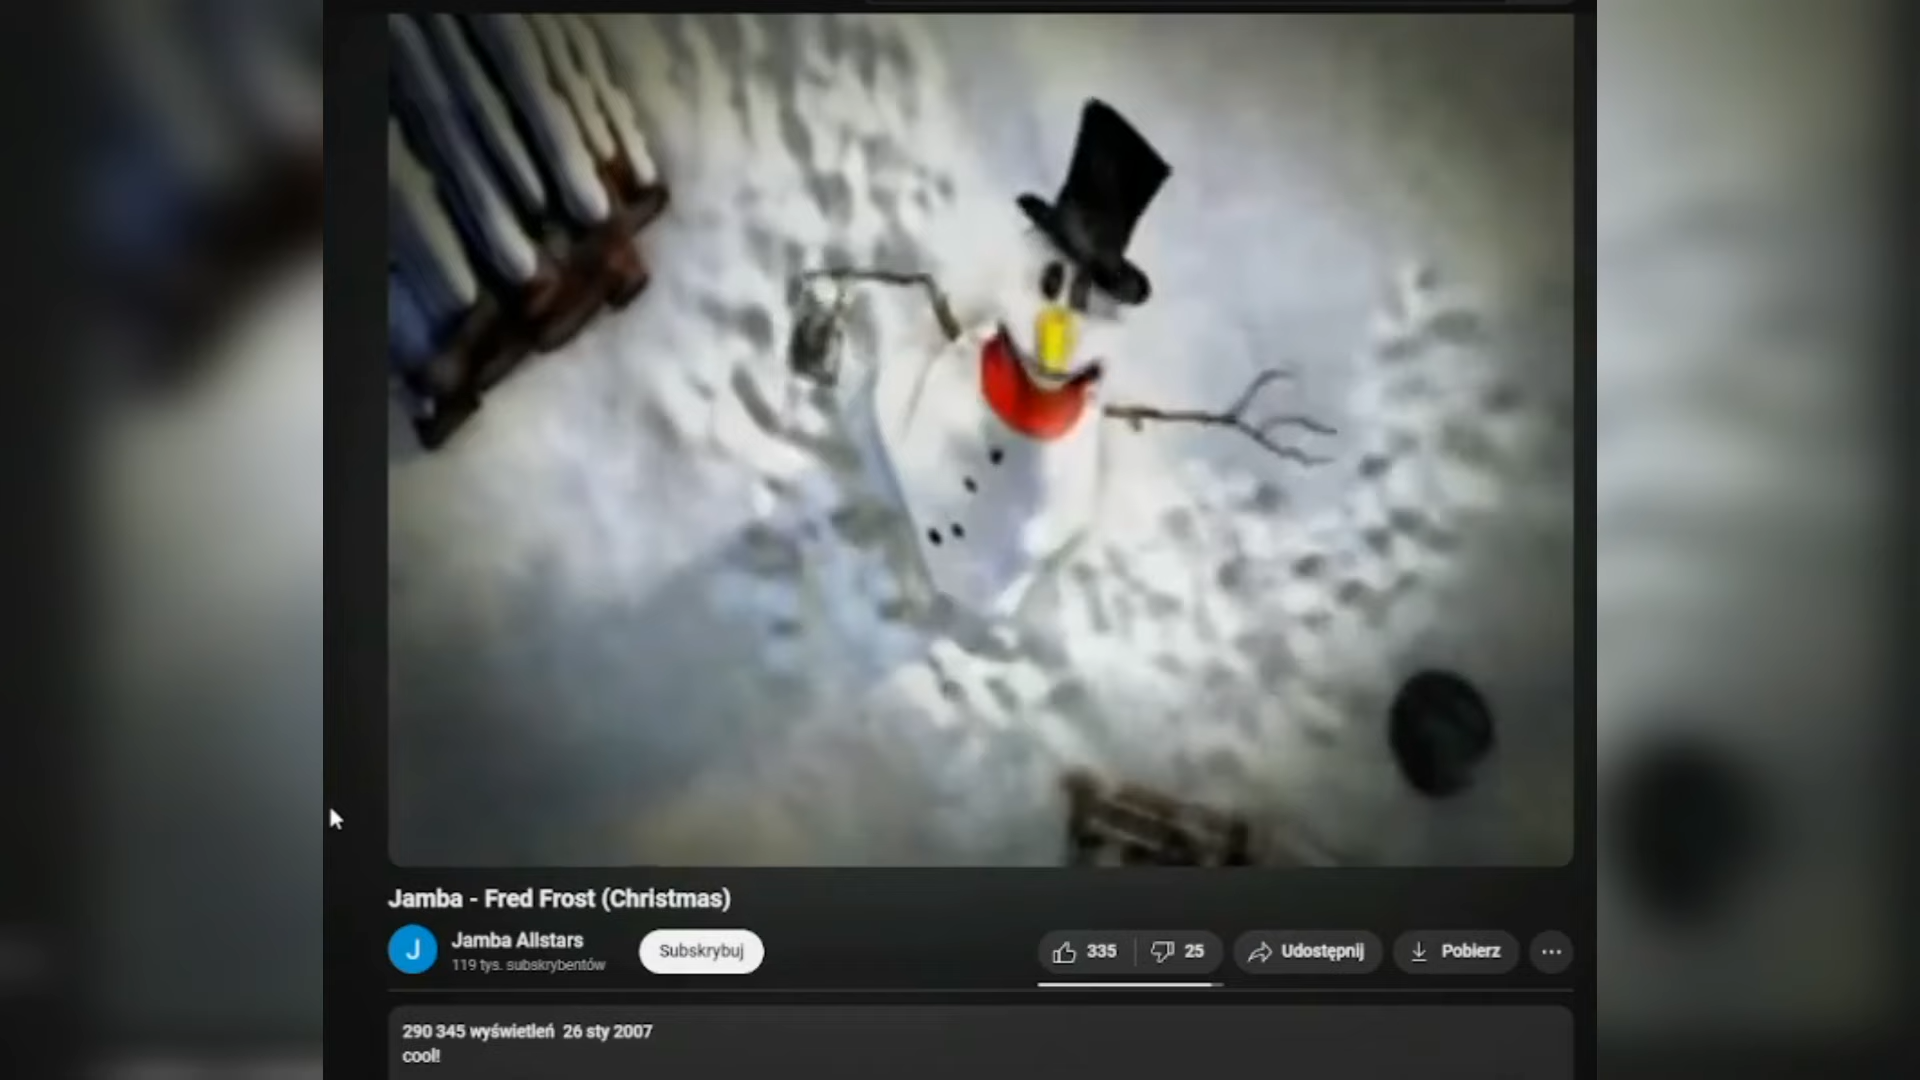 Jamba - Fred Frost (Christmas)
J
Jamba Allstars
119 tys. subskrybentów
Subskrybuj
335
25
Udostępnij
Pobierz
290 345 wyświetleń 26 sty 2007
cool!